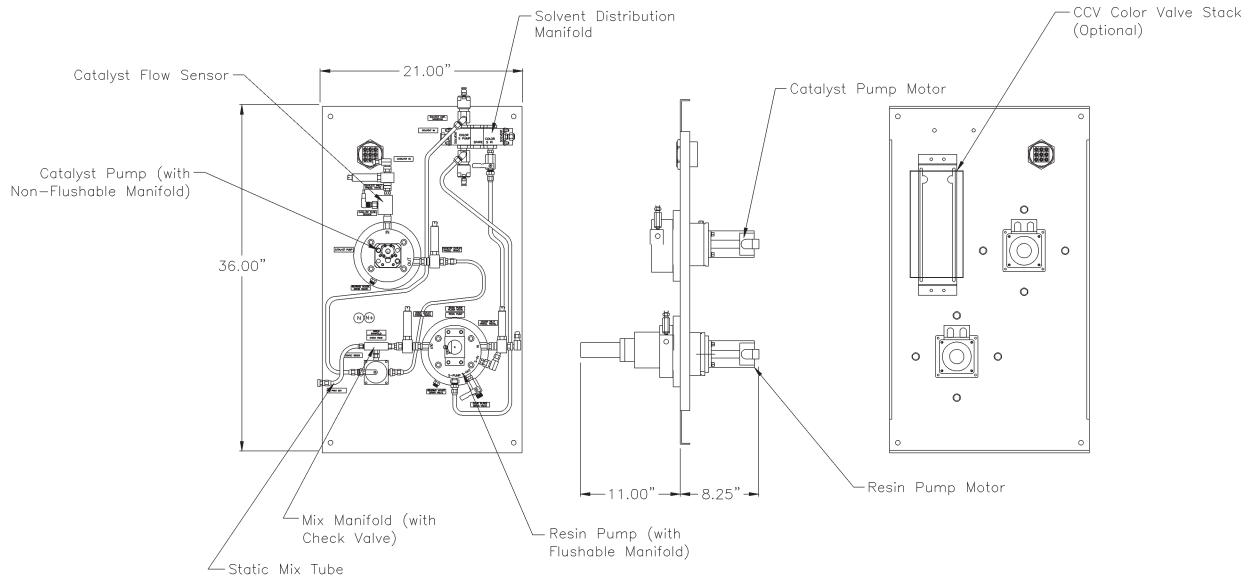 Solvent Distribution
Manifold
CCV Color Valve Stack
(Optional)
Catalyst Flow Sensor
21.00"
Catalyst Pump Motor
Catalyst Pump (with
Non-Flushable Manifold)
36.00"
IN
OUT
N
N+
11.00"
8.25"
Resin Pump Motor
Mix Manifold (with
Check Valve)
Resin Pump (with
Flushable Manifold)
Static Mix Tube